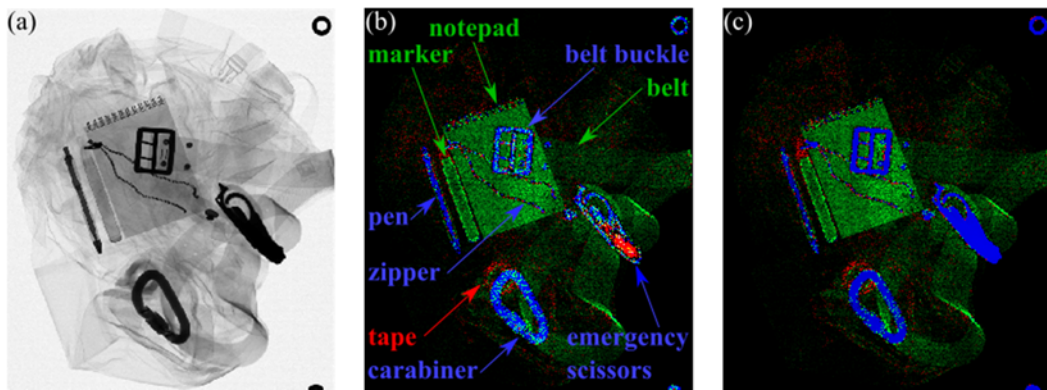 (a)
(b)
(c)
notepad
marker
belt buckle
belt
pen
zipper
tape
carabiner
emergency
scissors